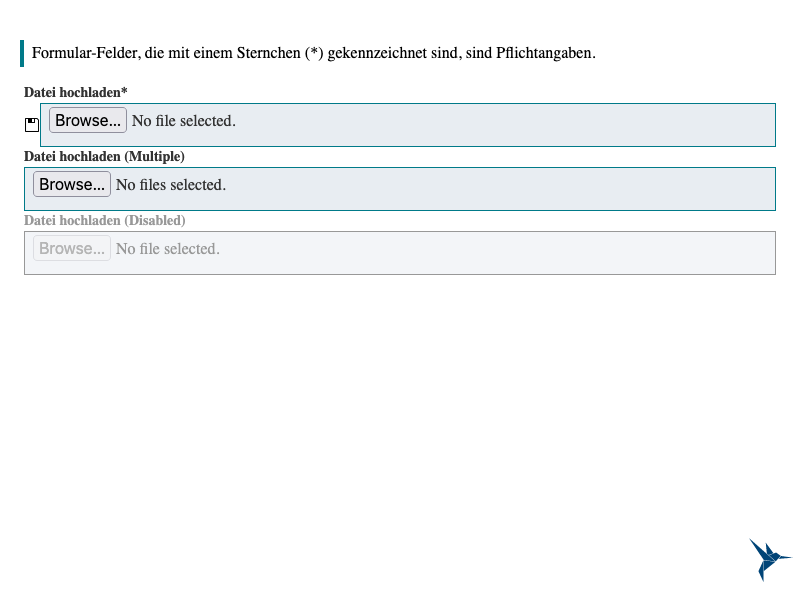 Formular-Felder, die mit einem Sternchen (*) gekennzeichnet sind, sind Pflichtangaben.
Datei hochladen*
Browse... No file selected.
Datei hochladen (Multiple)
Browse... No files selected.
Datei hochladen (Disabled)
Browse... No file selected.